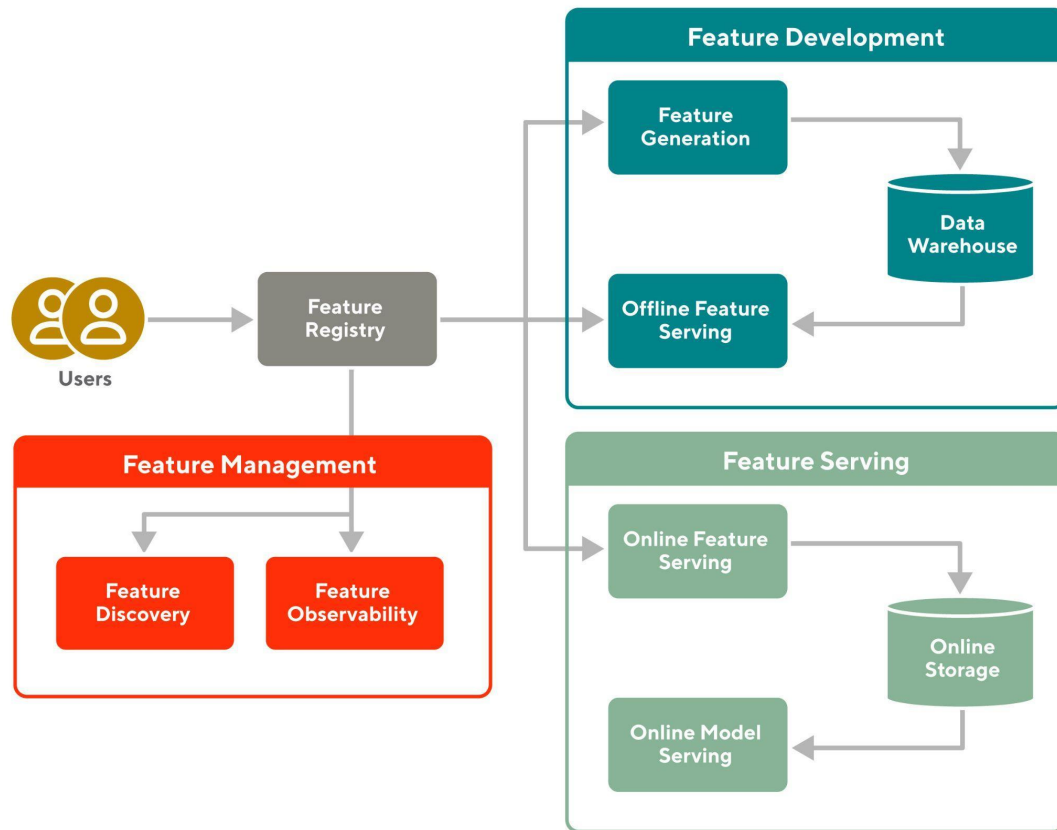 Feature Development
Feature
Generation
Data
Warehouse
Offline Feature
Serving
Users
Feature
Registry
Feature Management
Feature
Discovery
Feature
Observability
Feature Serving
Online Feature
Serving
Online
Storage
Online Model
Serving